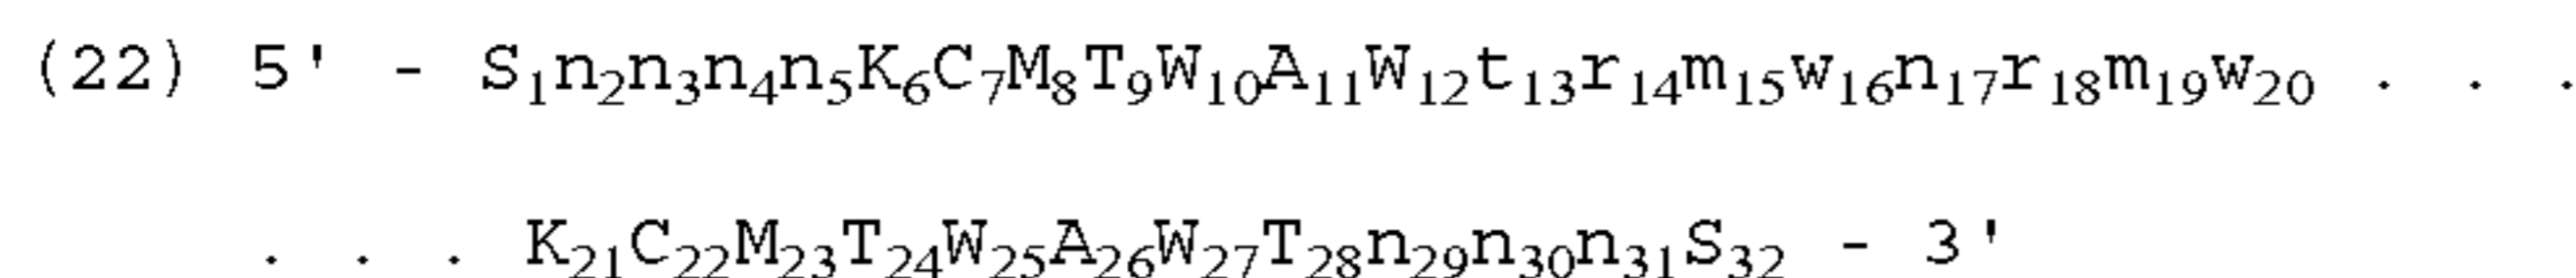 (22) 5' - S₁n₂n₃n₄n₅K₆C₇M₈T₉W₁₀A₁₁W₁₂t₁₃r₁₄m₁₅w₁₆n₁₇r₁₈m₁₉w₂₀ . . .
. . . K₂₁C₂₂M₂₃T₂₄W₂₅A₂₆W₂₇T₂₈n₂₉n₃₀n₃₁S₃₂ - 3'